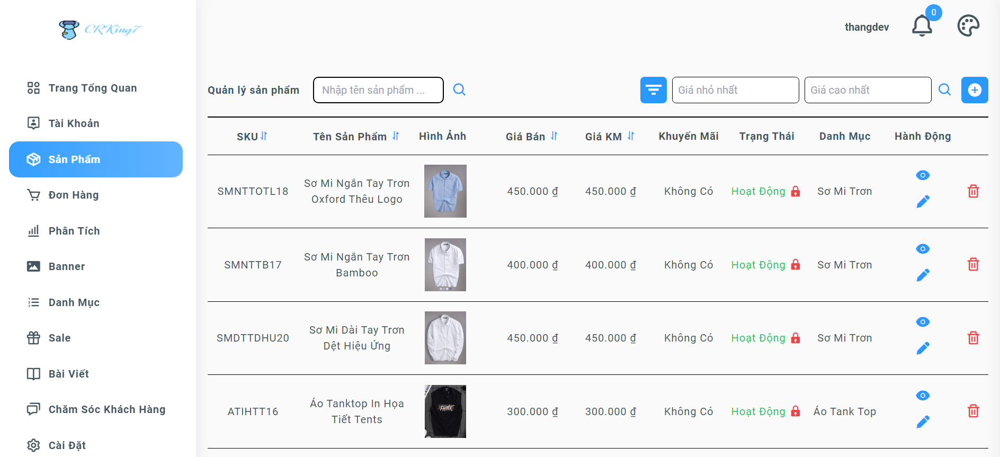 CRKing7
thangdev
0
Trang Tổng Quan
Tài Khoản
Sản Phẩm
Đơn Hàng
Phân Tích
Banner
Danh Mục
Sale
Bài Viết
Chăm Sóc Khách Hàng
Cài Đặt
Quản lý sản phẩm
Nhập tên sản phẩm ...
Giá nhỏ nhất
Giá cao nhất
SKU Tên Sản Phẩm Hình Ảnh Giá Bán Giá KM Khuyến Mãi Trạng Thái Danh Mục Hành Động
SMNTTOTL18
Sơ Mi Ngắn Tay Trơn
Oxford Thêu Logo
450.000 ₫
450.000 ₫
Không Có
Hoạt Động
Sơ Mi Trơn
SMNTTB17
Sơ Mi Ngắn Tay Trơn
Bamboo
400.000 ₫
400.000 ₫
Không Có
Hoạt Động
Sơ Mi Trơn
SMDTTDHU20
Sơ Mi Dài Tay Trơn
Dệt Hiệu Ứng
450.000 ₫
450.000 ₫
Không Có
Hoạt Động
Sơ Mi Trơn
ATIHTT16
Áo Tanktop In Họa
Tiết Tents
300.000 ₫
300.000 ₫
Không Có
Hoạt Động
Áo Tank Top